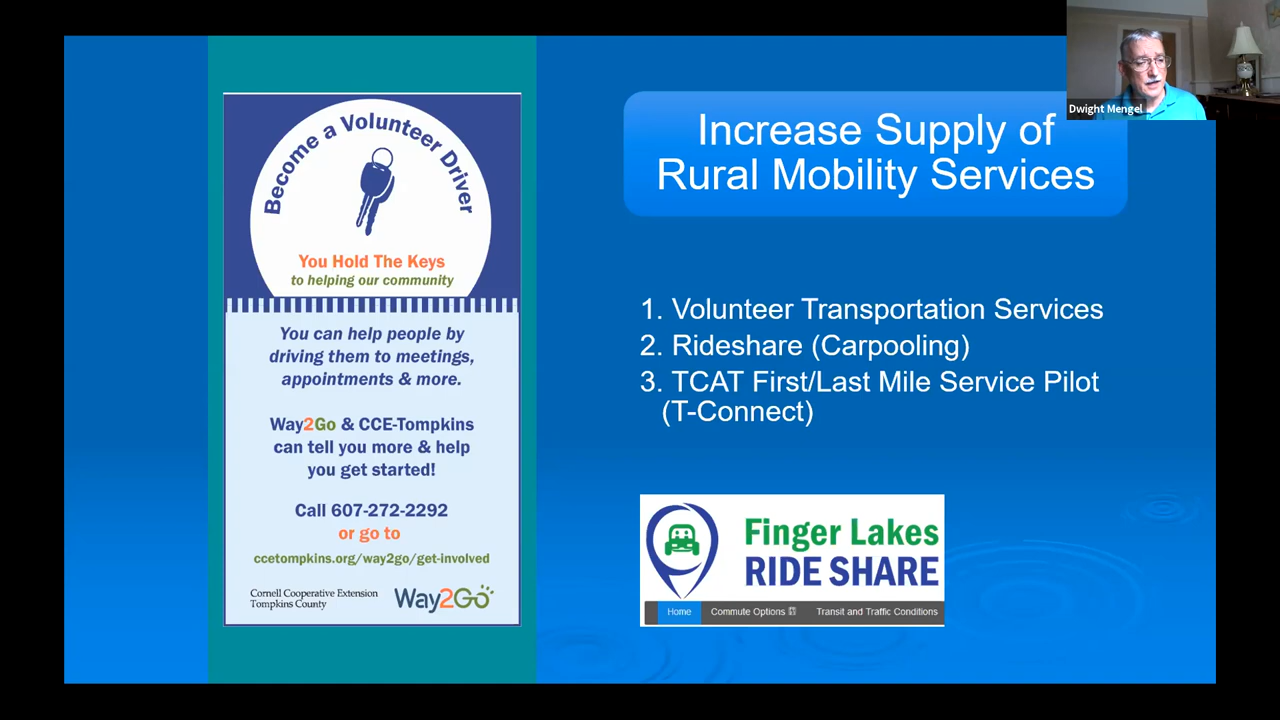 Become a Volunteer Driver
You Hold The Keys
to helping our community
You can help people by
driving them to meetings,
appointments & more.
Way2Go & CCE-Tompkins
can tell you more & help
you get started!
Call 607-272-2292
or go to
ccetompkins.org/way2go/get-involved
Cornell Cooperative Extension
Tompkins County
Way2Go
Increase Supply of
Rural Mobility Services
1. Volunteer Transportation Services
2. Rideshare (Carpooling)
3. TCAT First/Last Mile Service Pilot
(T-Connect)
Finger Lakes
RIDE SHARE
Home Commute Options Transit and Traffic Conditions
Dwight Mengel